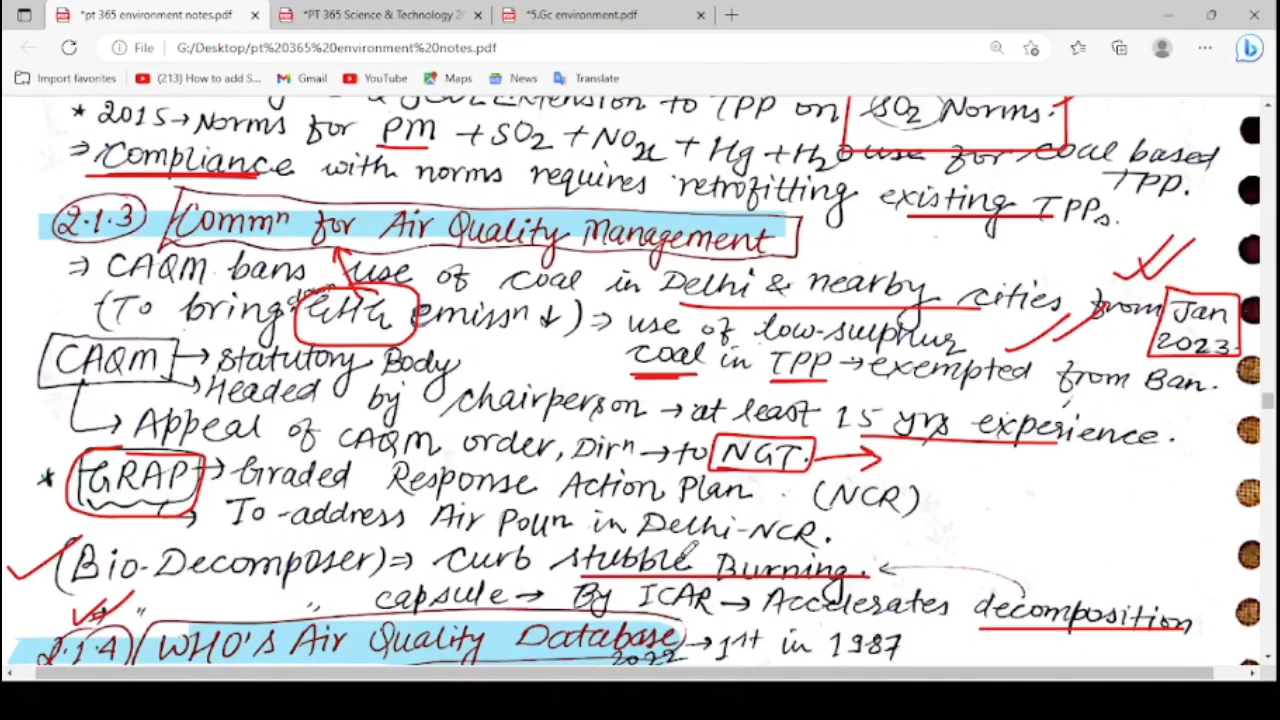 *pt 365 environment notes.pdf
*PT 365 Science & Technology 2
*5.Gc environment.pdf
File G:/Desktop/pt%20365%20environment%20notes.pdf
Import favorites (213) How to add S... Gmail YouTube Maps News Translate
Extension to TPP on SO2 Norms.
* 2015→Norms for PM + SO2 + NOx + Hg + H2O use for coal based TPP.
⇒ Compliance with norms requires retrofitting existing TPPs.
2.1.3 Commn for Air Quality Management
⇒ CAQM bans use of coal in Delhi & nearby cities from Jan 2023.
(To bring down GHG emissn ↓) ⇒ use of low-sulphur coal in TPP → exempted from Ban.
CAQM → Statutory Body
→ Headed by chairperson → at least 15 yrs experience.
→ Appeal of CAQM order, Dirn → to NGT. →
* GRAP → Graded Response Action Plan. (NCR)
→ To address Air Polln in Delhi-NCR.
(Bio-Decomposer) ⇒ curb stubble Burning.
" " capsule → By ICAR → Accelerates decomposition
2.1.4 WHO's Air Quality Database 2022 → 1st in 1987